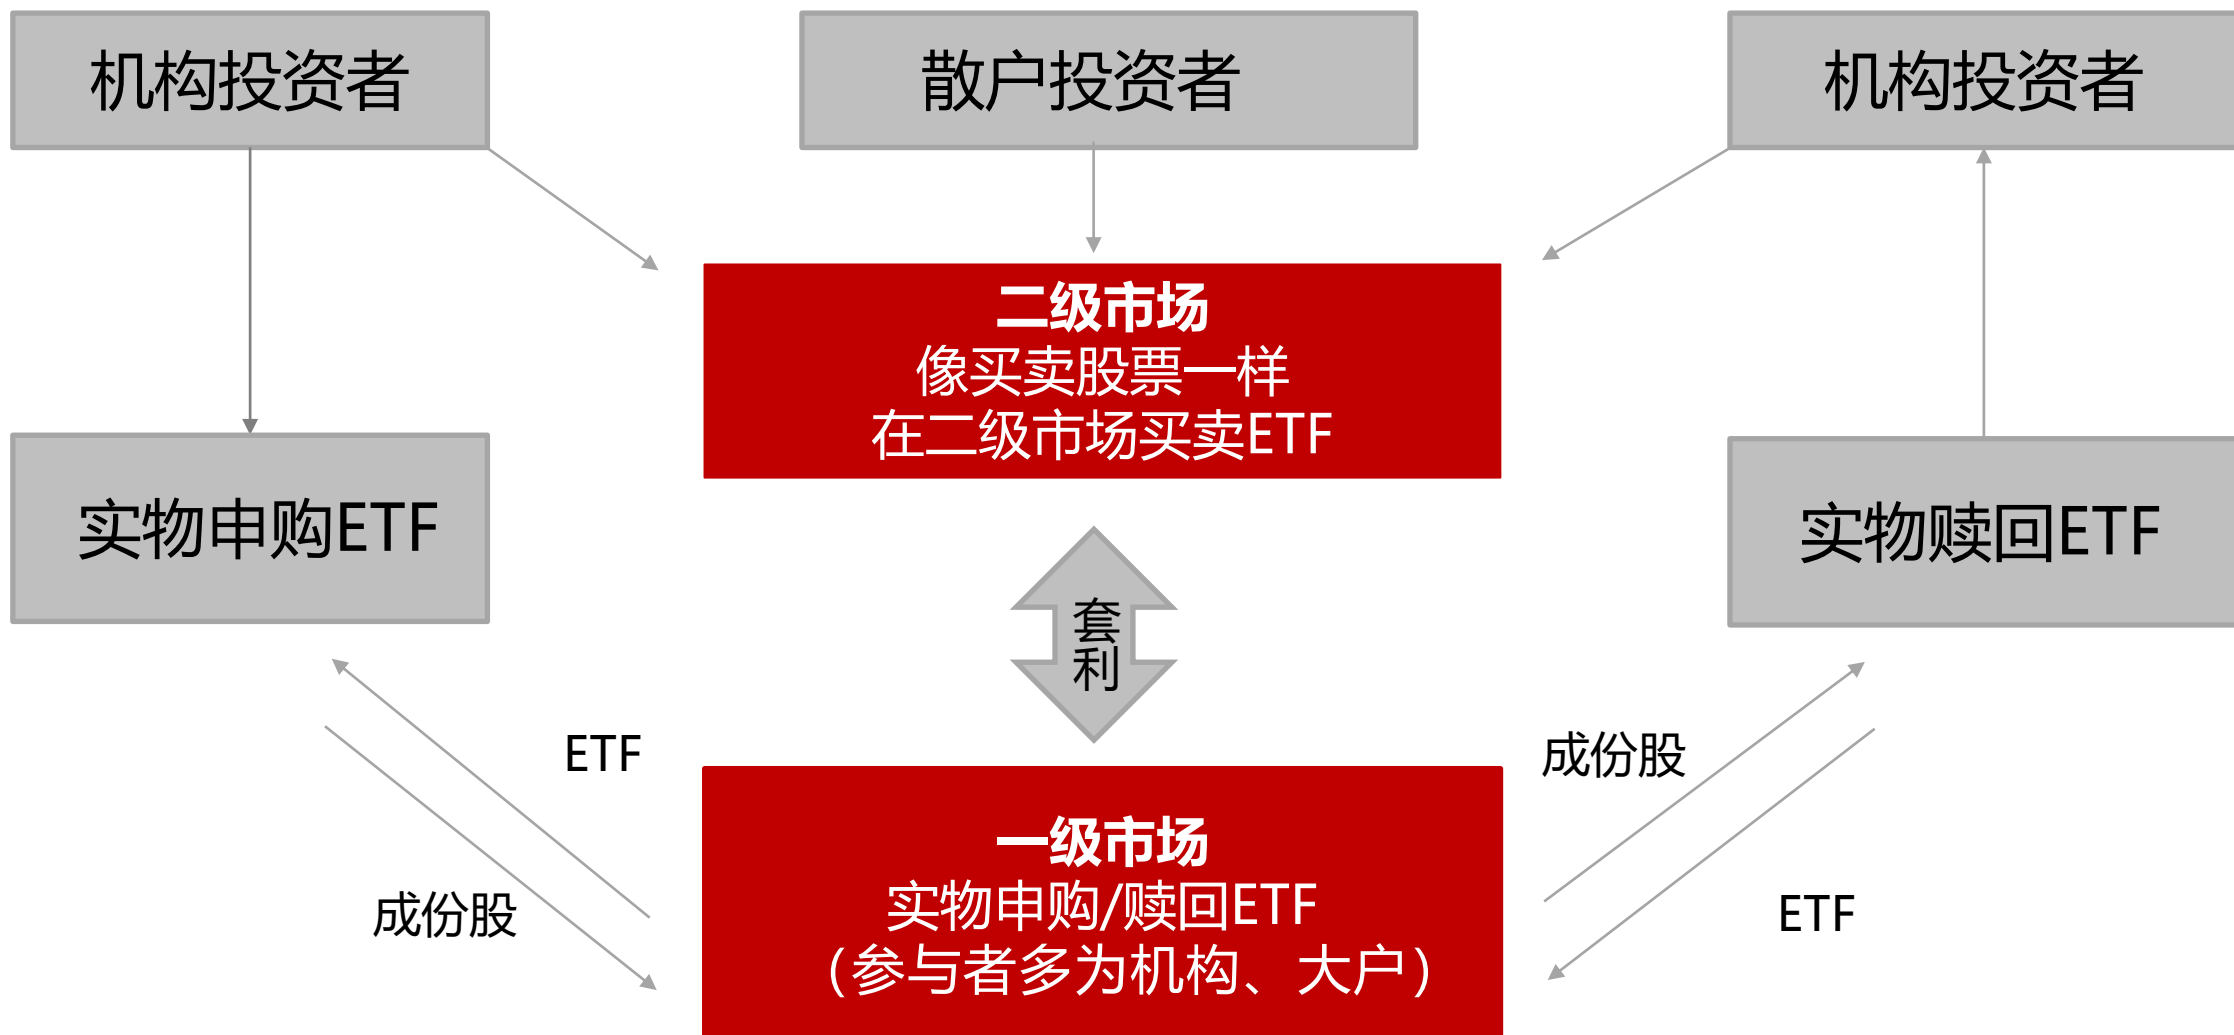 机构投资者
散户投资者
机构投资者
二级市场
像买卖股票一样
在二级市场买卖ETF
实物申购ETF
实物赎回ETF
套
利
ETF
成份股
成份股
ETF
一级市场
实物申购/赎回ETF
（参与者多为机构、大户）